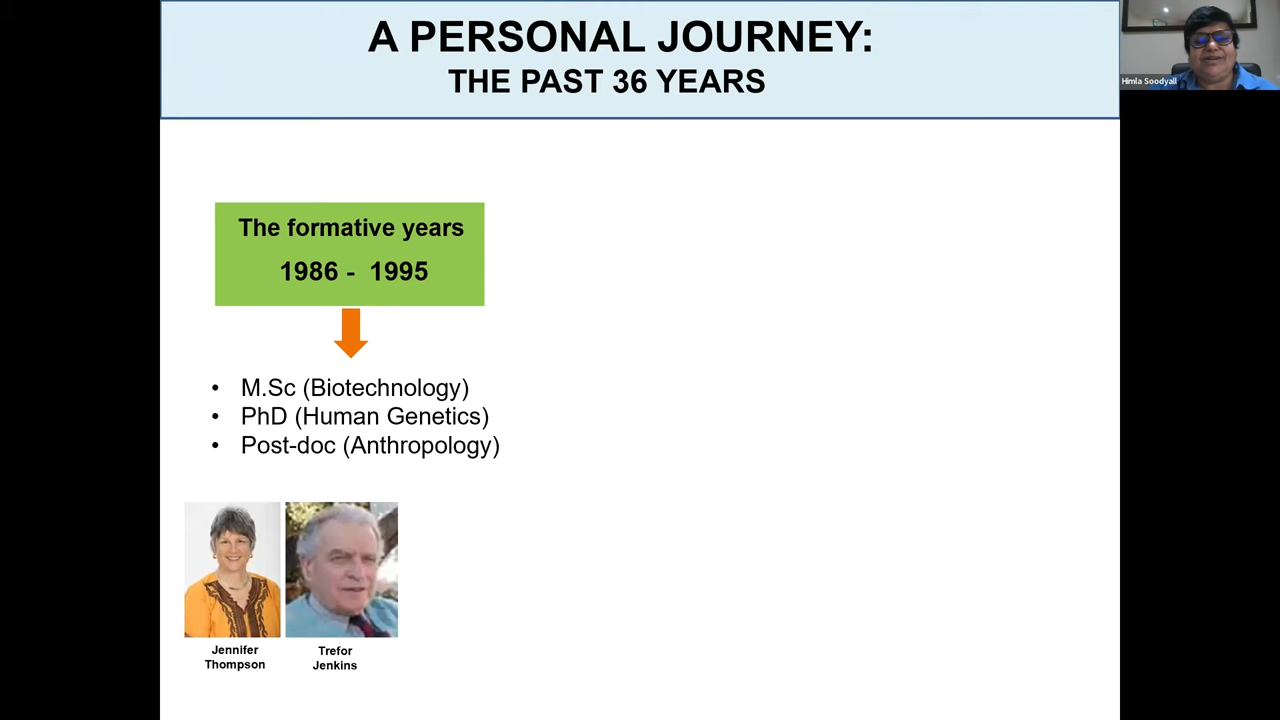 A PERSONAL JOURNEY:
THE PAST 36 YEARS
Himla Soodyall
The formative years
1986 - 1995
• M.Sc (Biotechnology)
• PhD (Human Genetics)
• Post-doc (Anthropology)
Jennifer
Thompson
Trefor
Jenkins